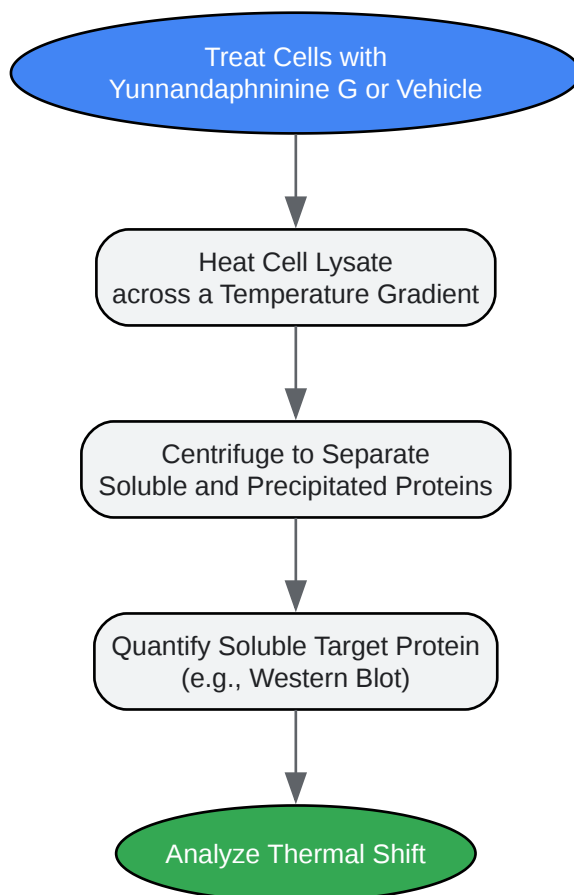 Treat Cells with
Yunnandaphninine G or Vehicle
Heat Cell Lysate
across a Temperature Gradient
Centrifuge to Separate
Soluble and Precipitated Proteins
Quantify Soluble Target Protein
(e.g., Western Blot)
Analyze Thermal Shift